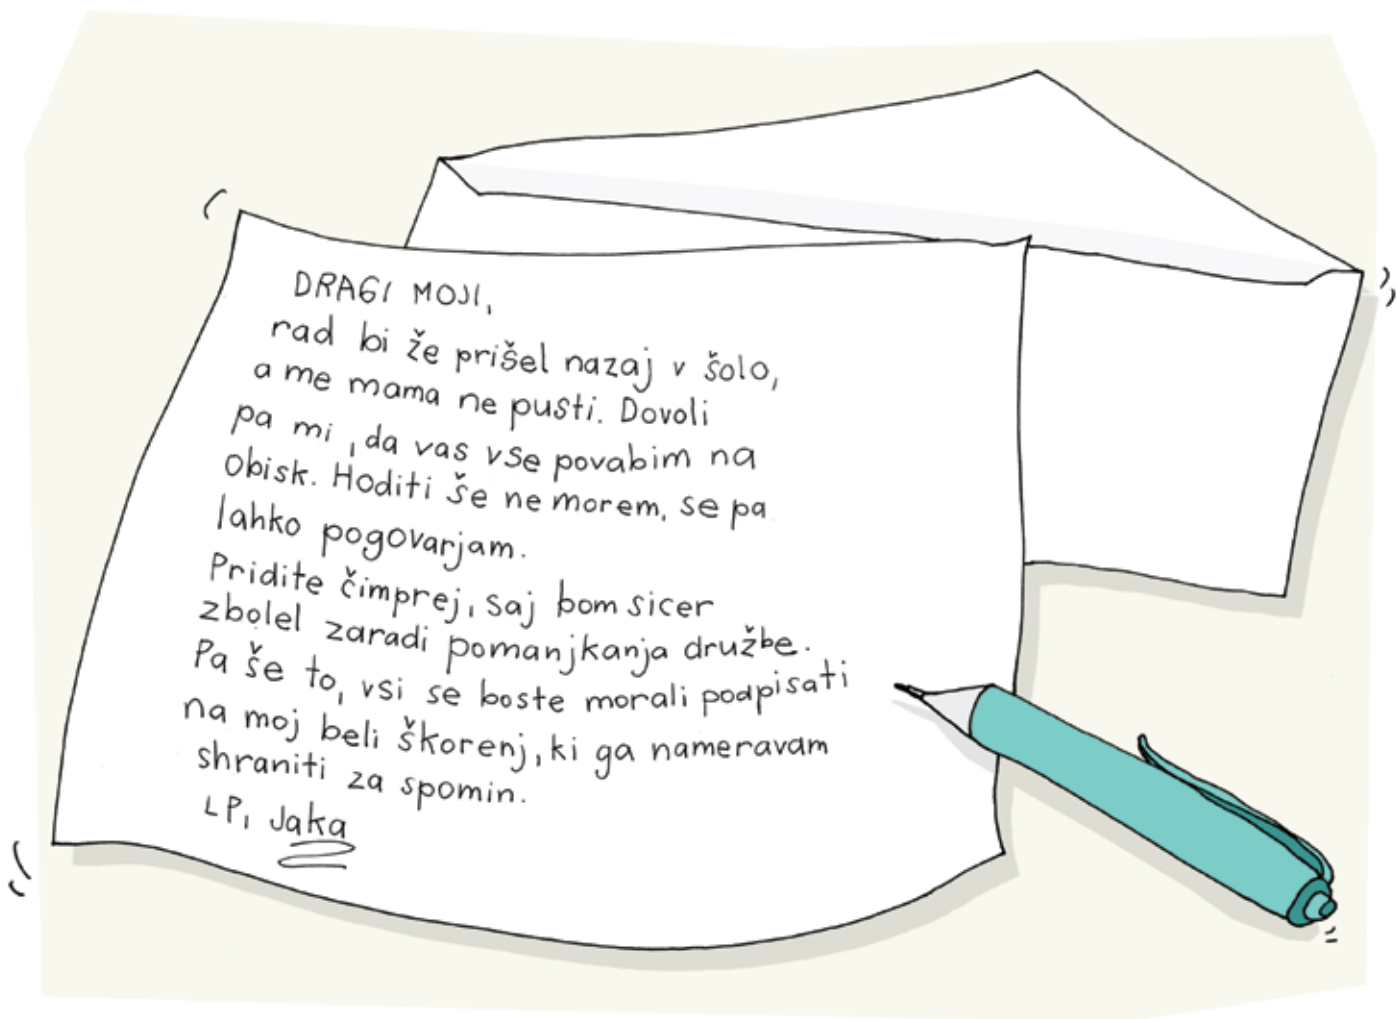 DRAGI MOJI,
rad bi že prišel nazaj v šolo,
a me mama ne pusti. Dovoli
pa mi, da vas vse povabim na
obisk. Hoditi še ne morem, se pa
lahko pogovarjam.
Pridite čimprej, saj bom sicer
zbolel zaradi pomanjkanja družbe.
Pa še to, vsi se boste morali podpisati
na moj beli škorenj, ki ga nameravam
shraniti za spomin.
LP, Jaka